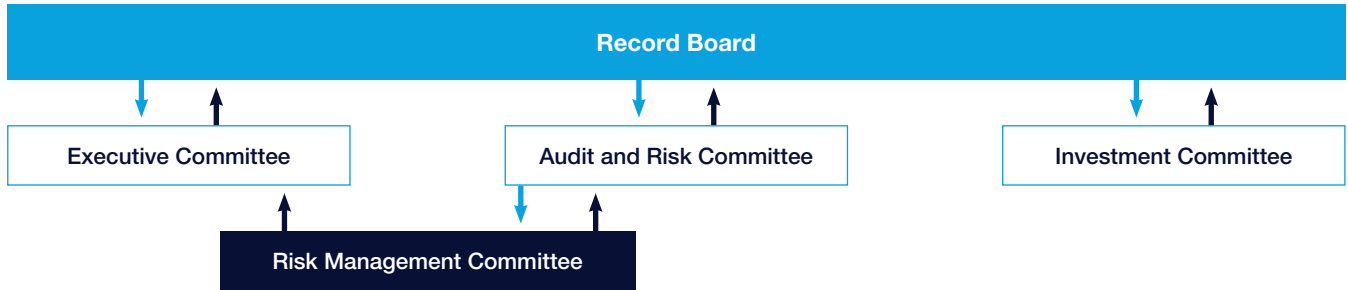 Record Board
Executive Committee
Audit and Risk Committee
Investment Committee
Risk Management Committee